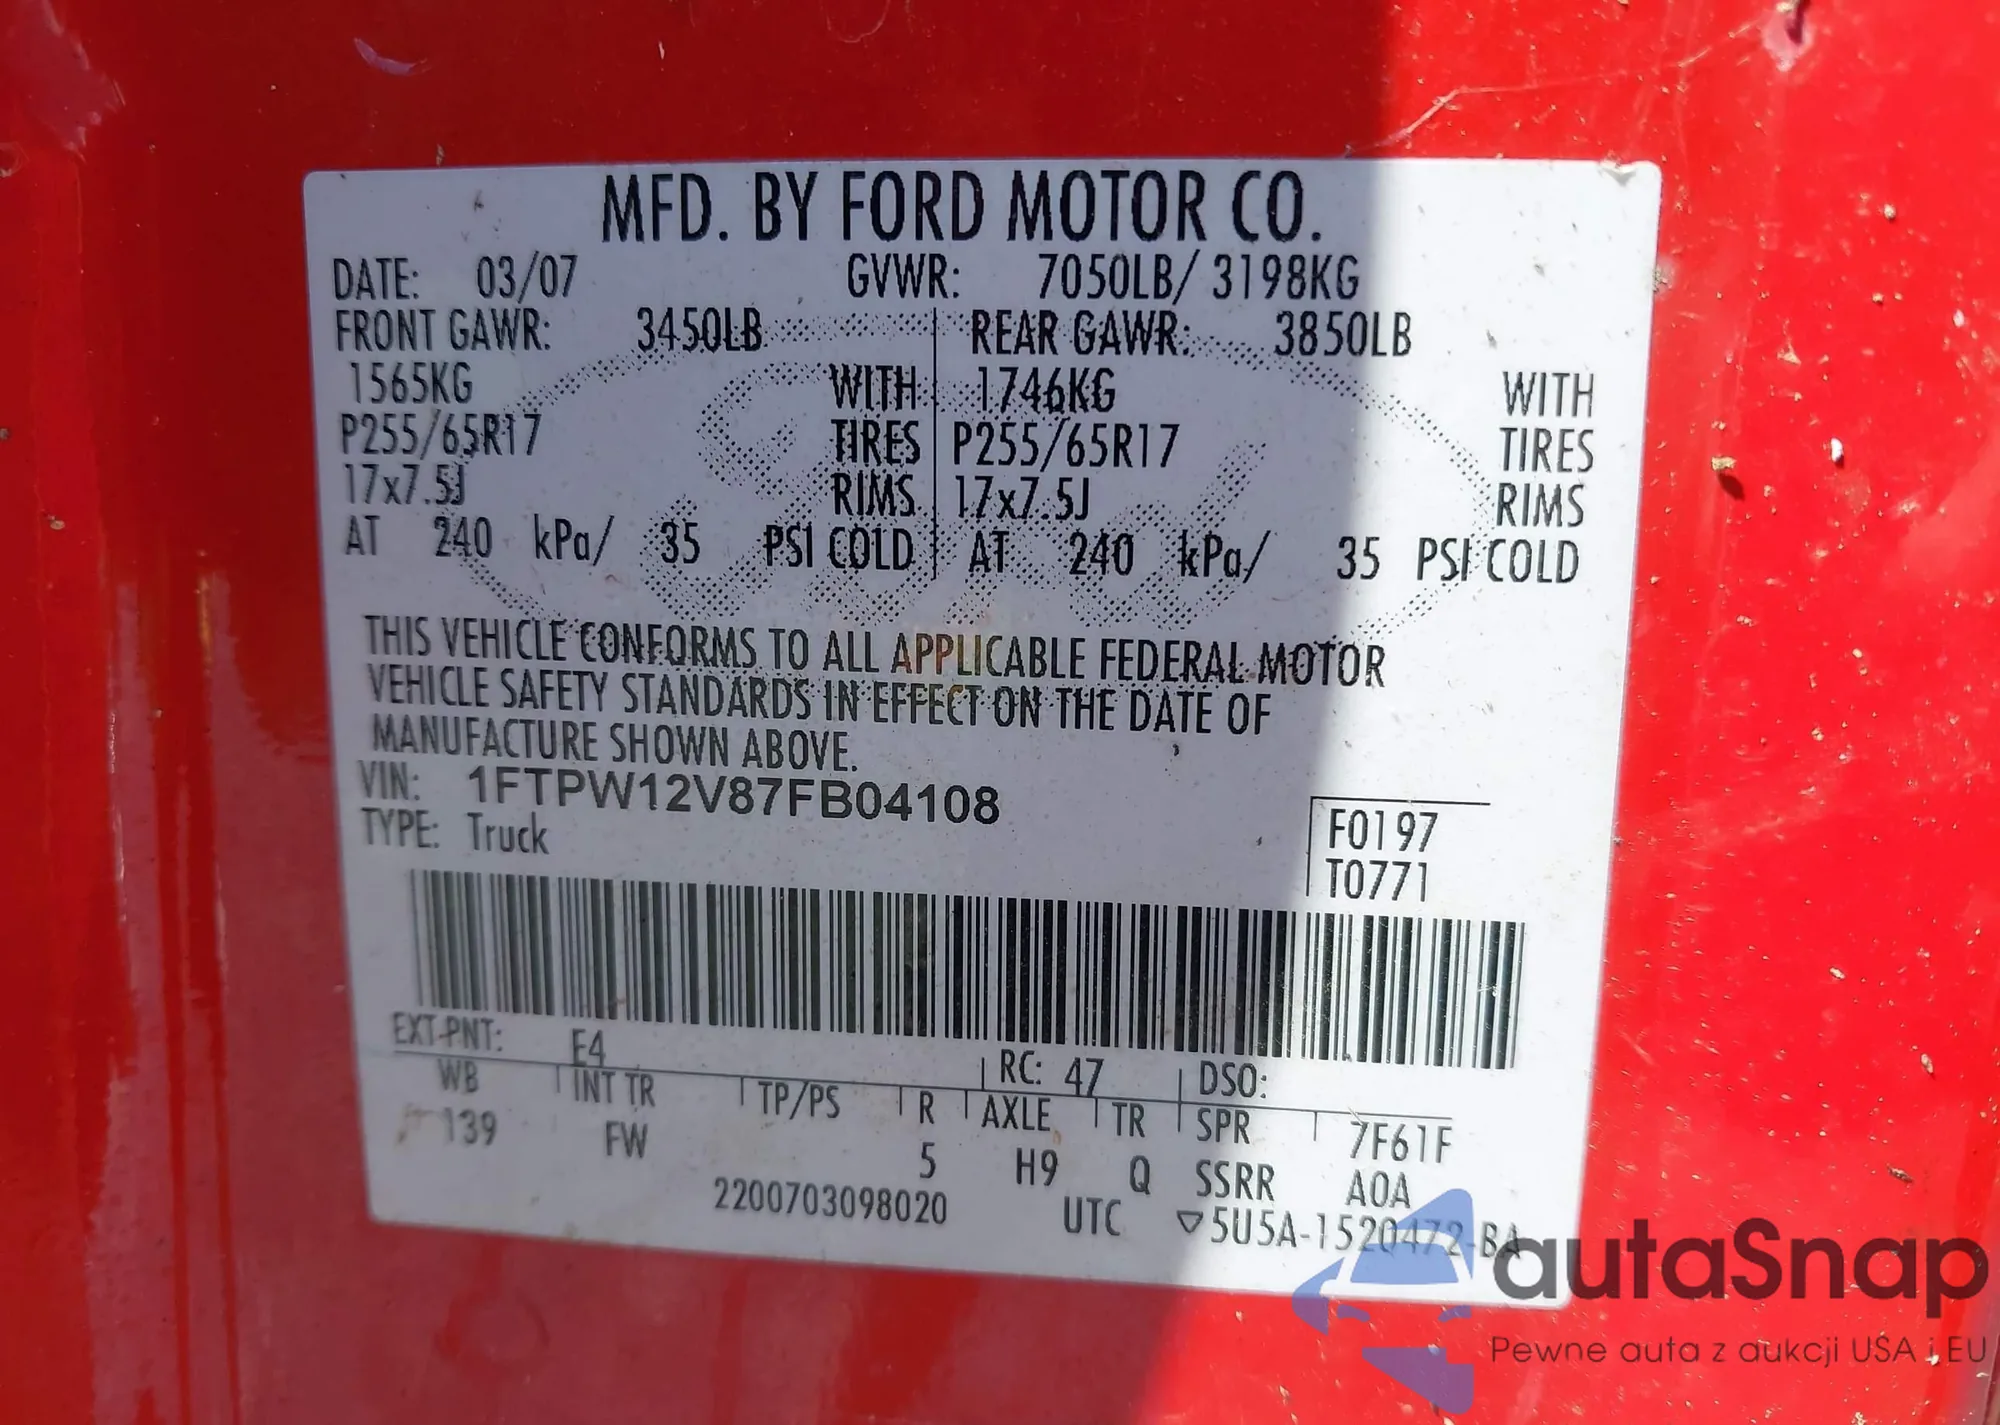 MFD. BY FORD MOTOR CO.
DATE: 03/07 GVWR: 7050LB/ 3198KG
FRONT GAWR: 3450LB REAR GAWR: 3850LB
1565KG WITH 1746KG WITH
P255/65R17 TIRES P255/65R17 TIRES
17x7.5J RIMS 17x7.5J RIMS
AT 240 kPa/ 35 PSI COLD AT 240 kPa/ 35 PSI COLD
THIS VEHICLE CONFORMS TO ALL APPLICABLE FEDERAL MOTOR
VEHICLE SAFETY STANDARDS IN EFFECT ON THE DATE OF
MANUFACTURE SHOWN ABOVE.
VIN: 1FTPW12V87FB04108
TYPE: Truck
F0197
T0771
EXT PNT: E4 RC: 47 DSO:
WB INT TR TP/PS R AXLE TR SPR 7F61F
139 FW 5 H9 Q SSRR A0A
2200703098020 UTC ▽5U5A-1520472-BA
autaSnap
Pewne auta z aukcji USA i EU